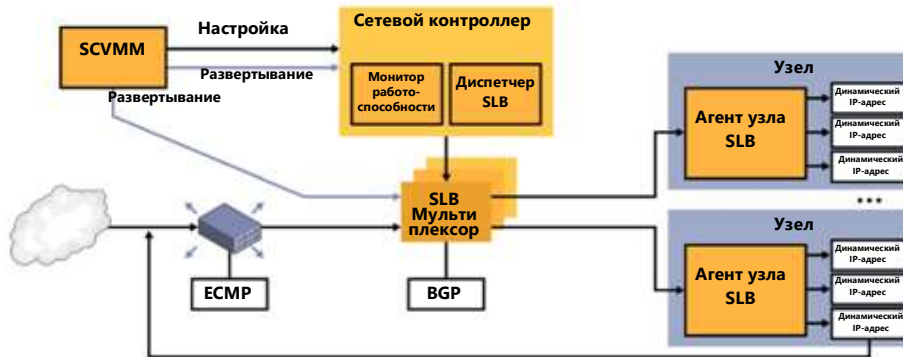 Сетевой контроллер
SCVMM
Настройка
Развертывание
Развертывание
Монитор
работо-
способности
Диспетчер
SLB
SLB
Мульти
плексор
ECMP
BGP
Узел
Агент узла
SLB
Динамический
IP-адрес
Динамический
IP-адрес
Динамический
IP-адрес
...
Узел
Агент узла
SLB
Динамический
IP-адрес
Динамический
IP-адрес
Динамический
IP-адрес